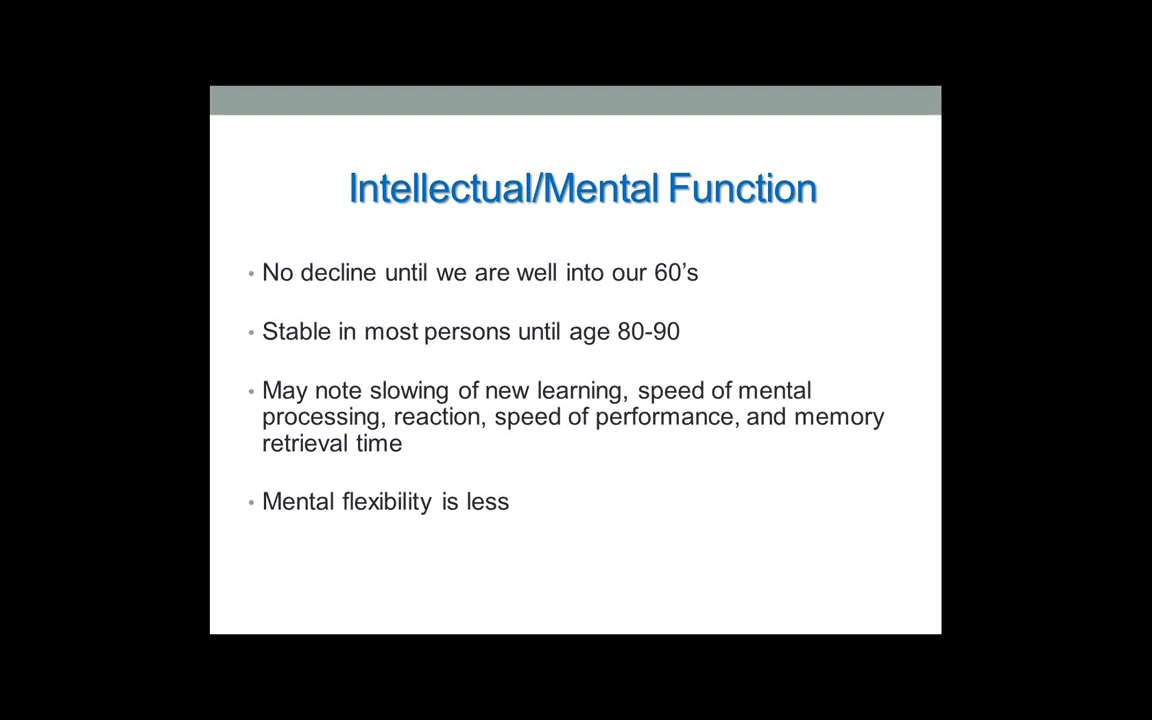 Intellectual/Mental Function
• No decline until we are well into our 60’s
• Stable in most persons until age 80-90
• May note slowing of new learning, speed of mental
processing, reaction, speed of performance, and memory
retrieval time
• Mental flexibility is less